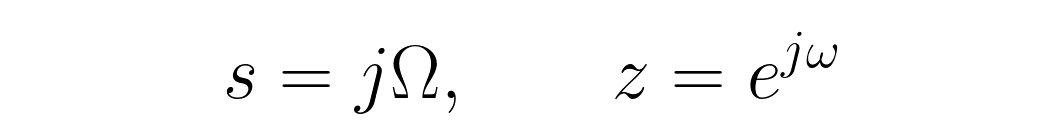 s = jΩ, z = e^{jω}